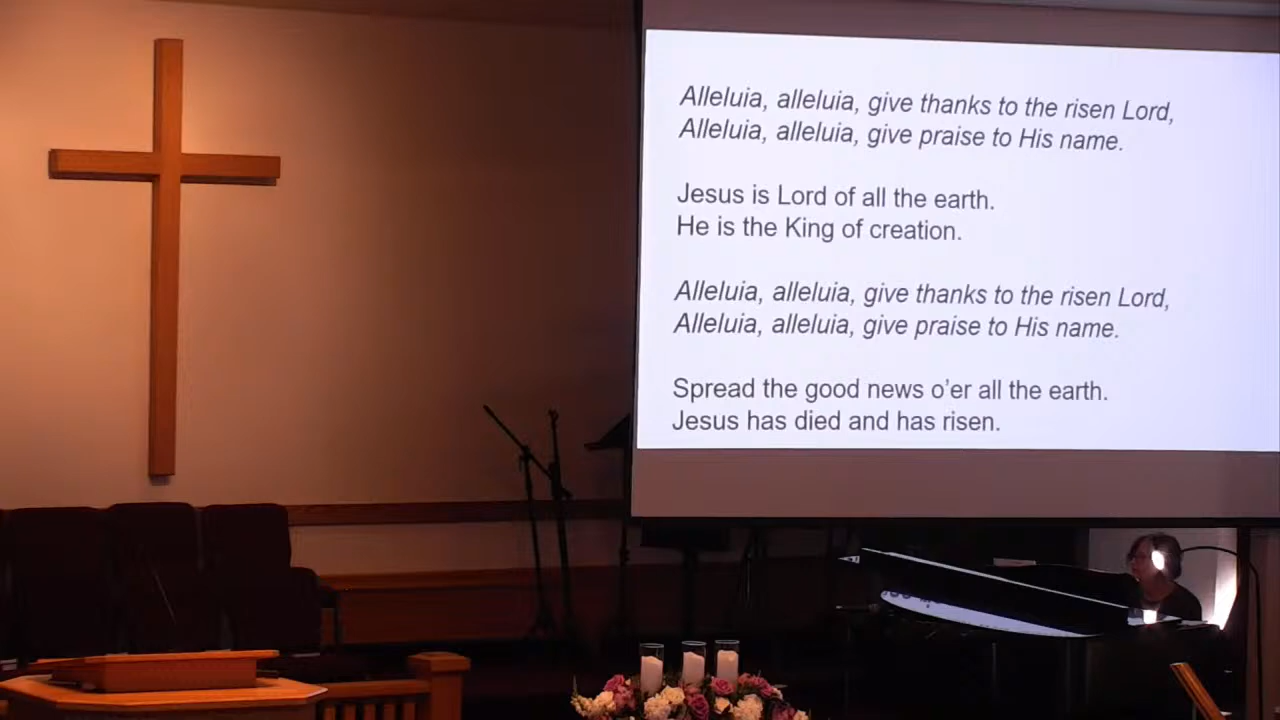 Alleluia, alleluia, give thanks to the risen Lord,
Alleluia, alleluia, give praise to His name.
Jesus is Lord of all the earth.
He is the King of creation.
Alleluia, alleluia, give thanks to the risen Lord,
Alleluia, alleluia, give praise to His name.
Spread the good news o’er all the earth.
Jesus has died and has risen.